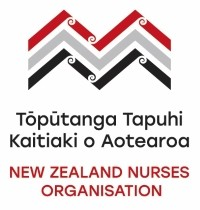 Tōpūtanga Tapuhi
Kaitiaki o Aotearoa
NEW ZEALAND NURSES
ORGANISATION